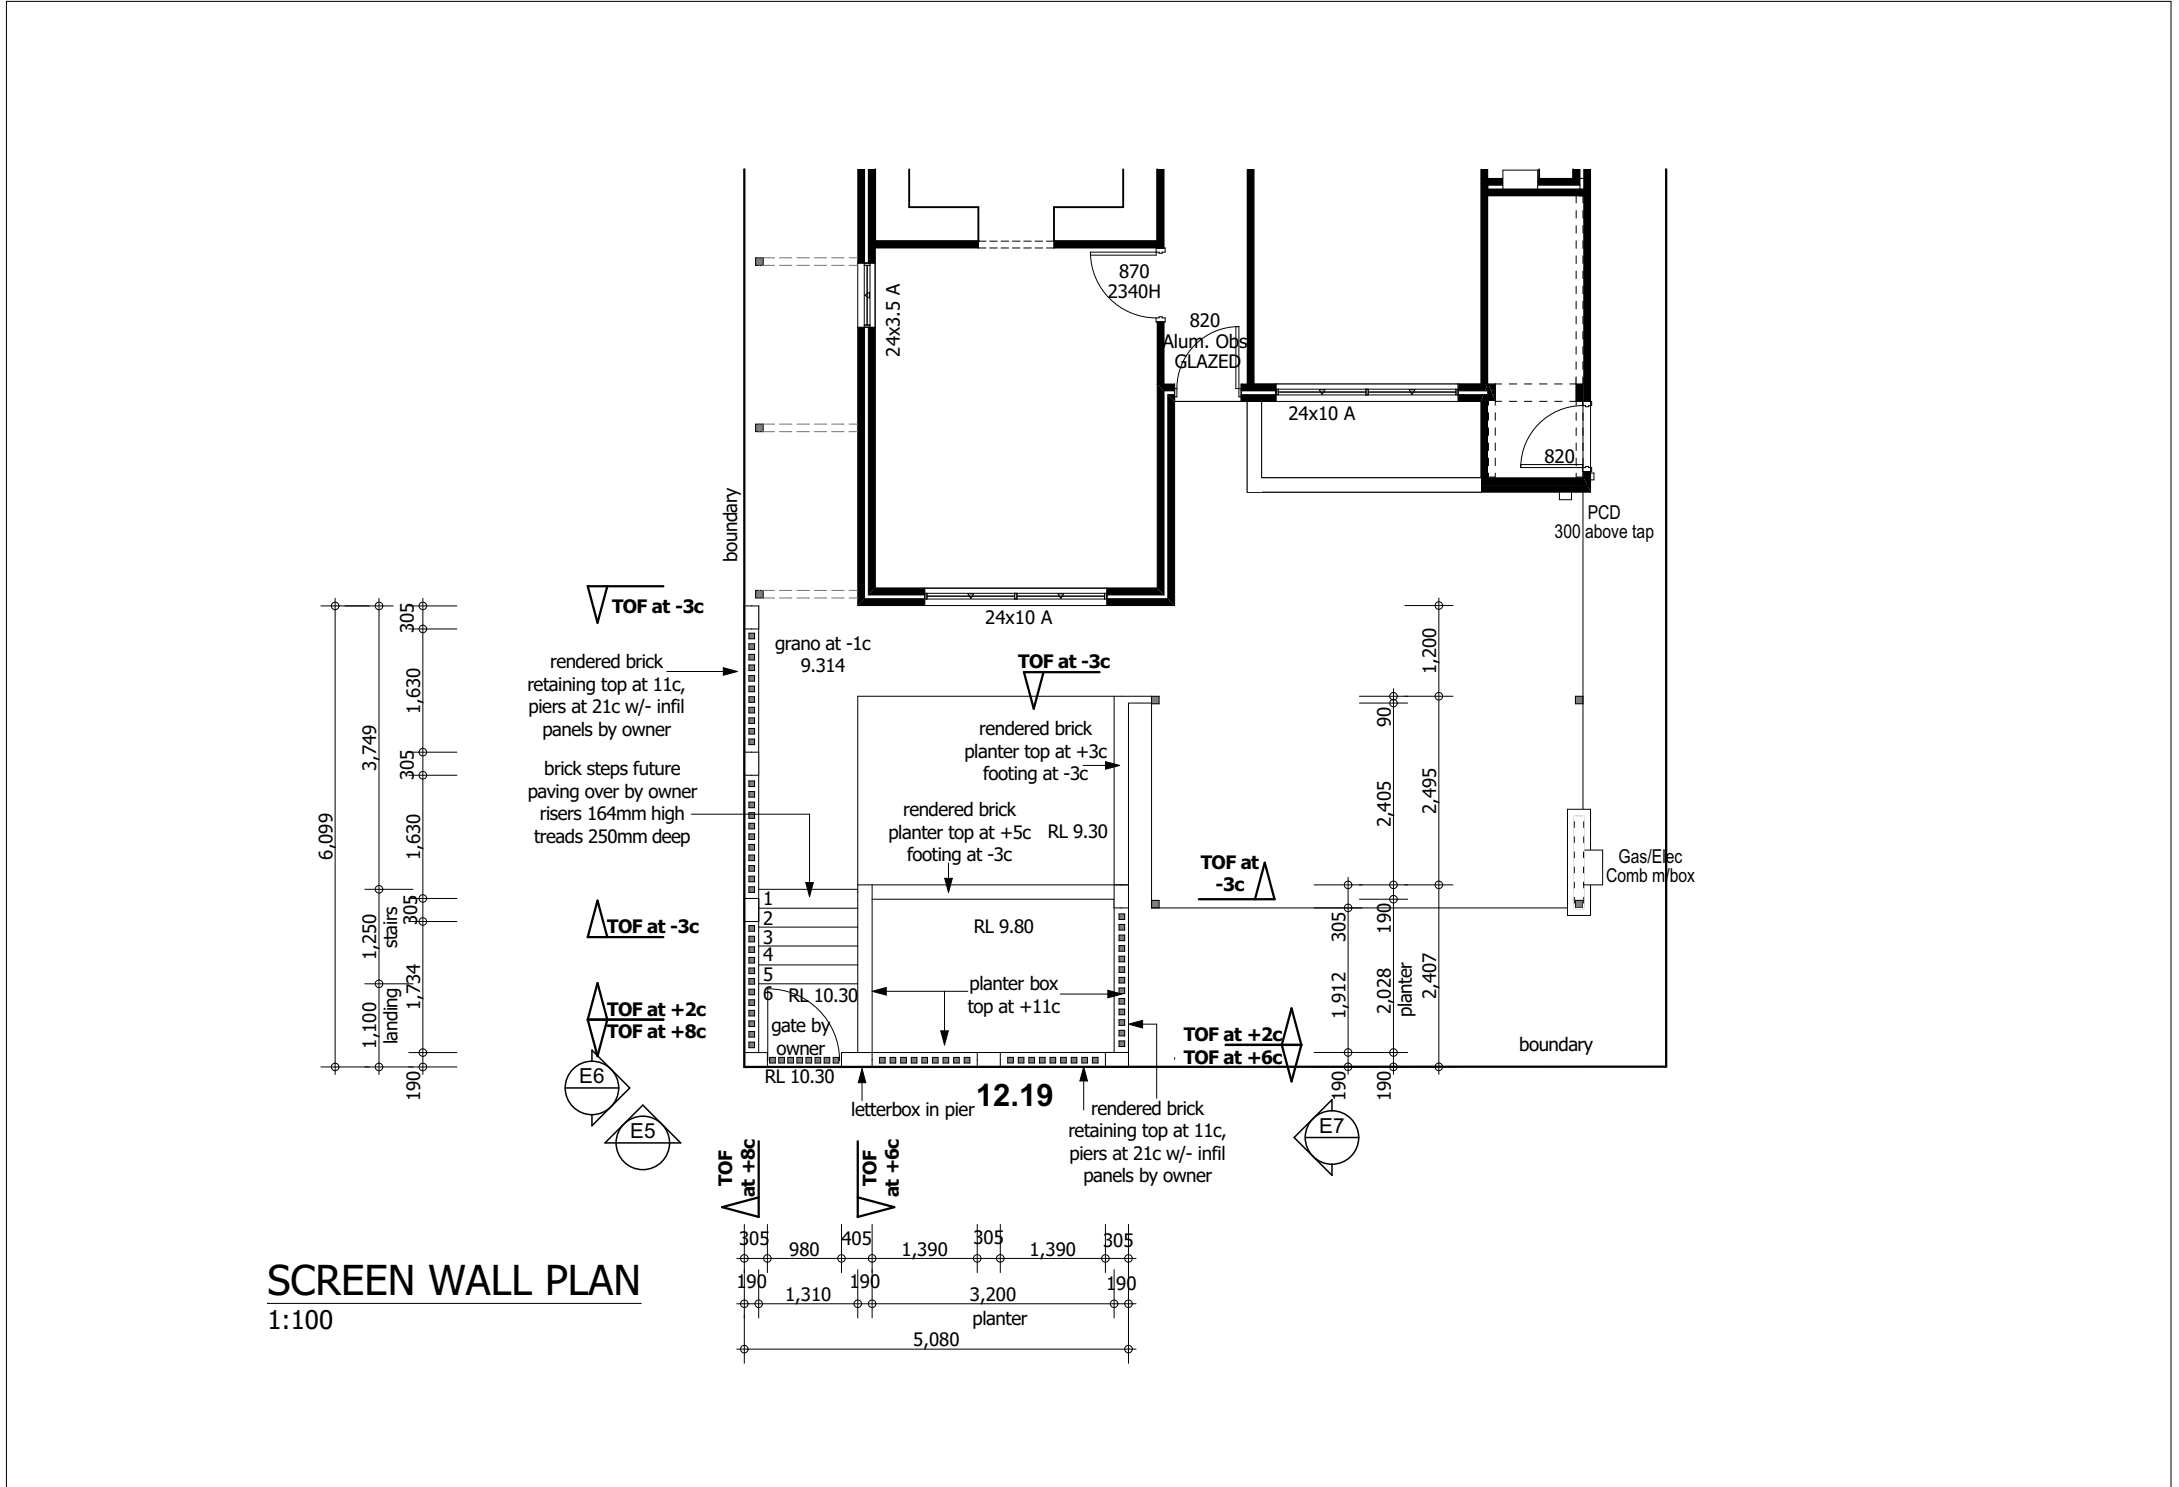 870
2340H
24x3.5 A
820
Alum. Obs
GLAZED
24x10 A
820
PCD
300 above tap
boundary
TOF at -3c
24x10 A
grano at -1c
9.314
TOF at -3c
rendered brick
retaining top at 11c,
piers at 21c w/- infil
panels by owner
rendered brick
planter top at +3c
footing at -3c
brick steps future
paving over by owner
risers 164mm high
treads 250mm deep
rendered brick
planter top at +5c
footing at -3c
RL 9.30
TOF at
-3c
Gas/Elec
Comb m/box
1
2
3
4
5
6
RL 9.80
TOF at -3c
RL 10.30
planter box
top at +11c
TOF at +2c
TOF at +8c
gate by
owner
TOF at +2c
TOF at +6c
boundary
RL 10.30
letterbox in pier
12.19
rendered brick
retaining top at 11c,
piers at 21c w/- infil
panels by owner
E6
E5
E7
6,099
3,749
1,250
stairs
1,100
landing
305
1,630
305
1,630
305
1,734
190
1,200
90
2,405
2,495
305
190
1,912
2,028
planter
2,407
190
190
TOF
at +8c
TOF
at +6c
305
980
405
1,390
305
1,390
305
190
1,310
190
3,200
planter
190
5,080
SCREEN WALL PLAN
1:100